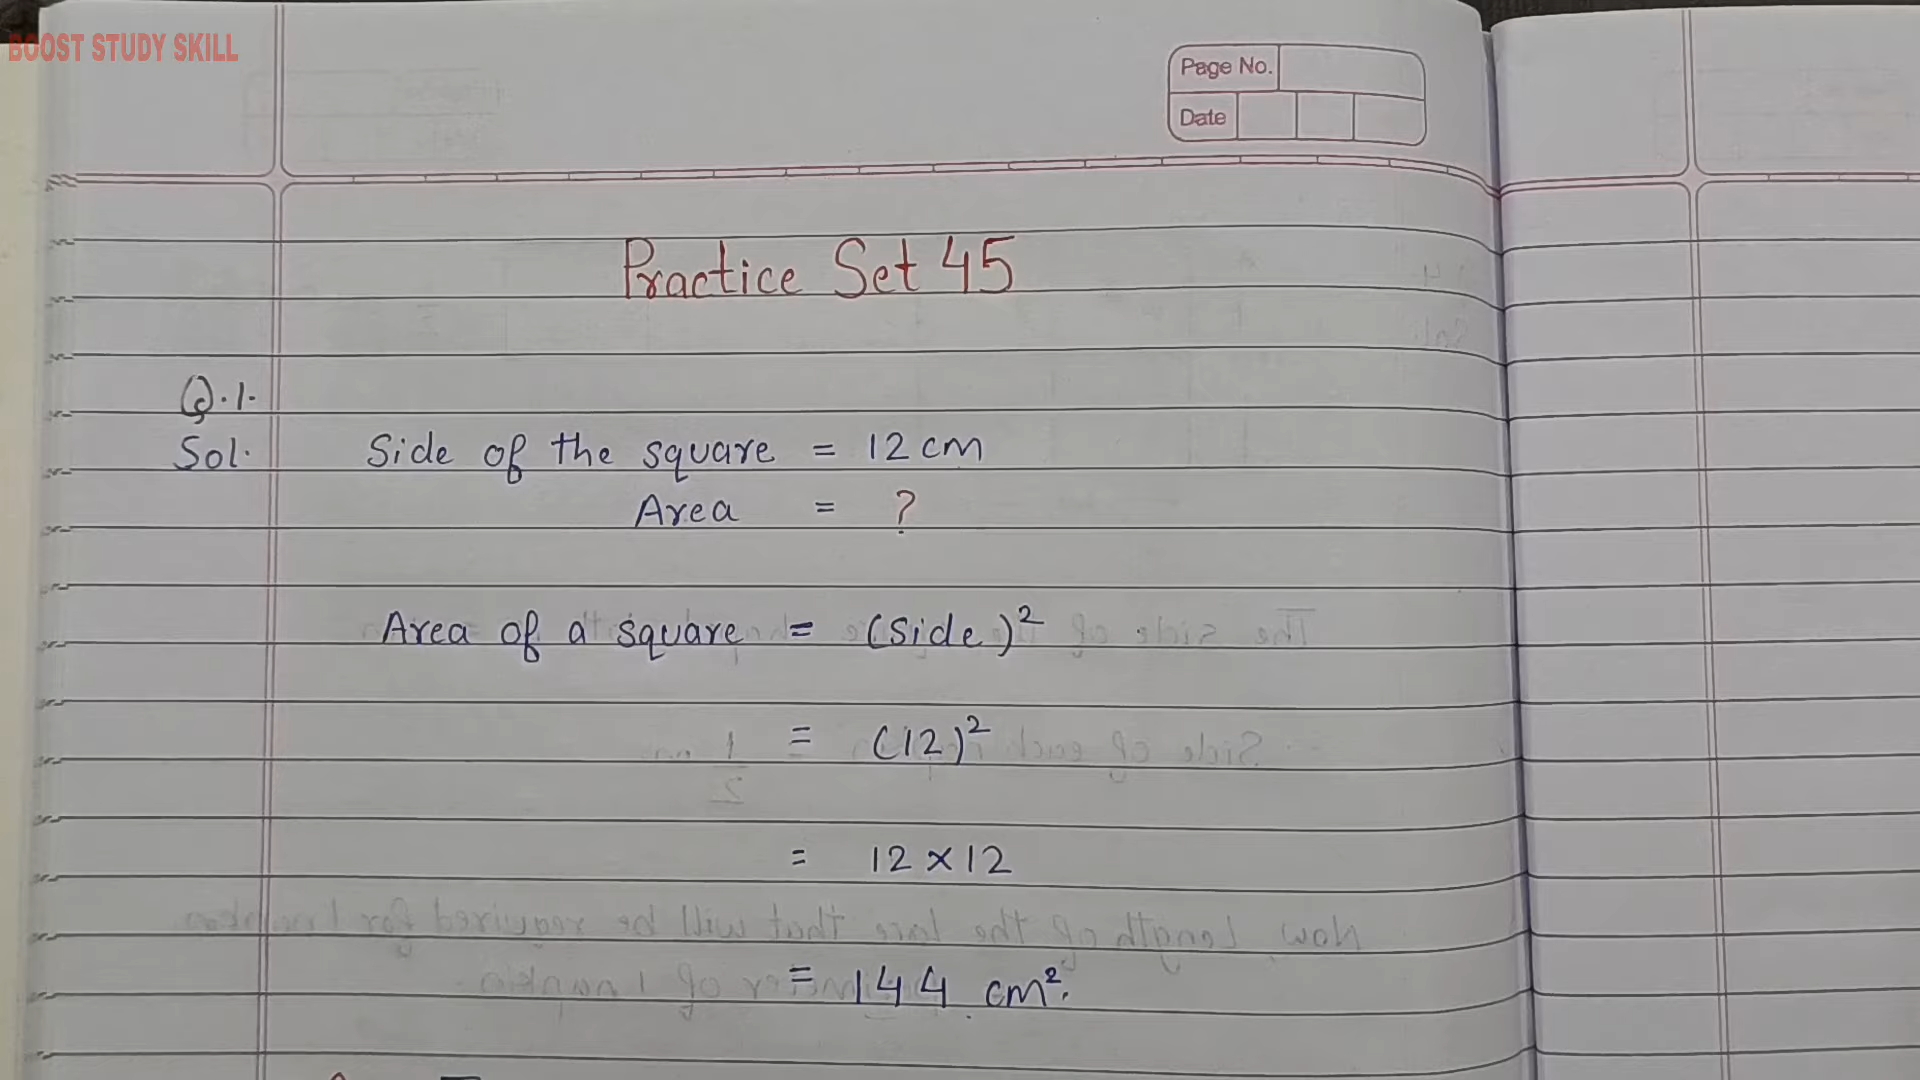 BOOST STUDY SKILL
Page No.
Date
Practice Set 45
Q.1.
Sol. Side of the square = 12 cm
Area = ?
Area of a square = (Side)²
= (12)²
= 12 × 12
= 144 cm².